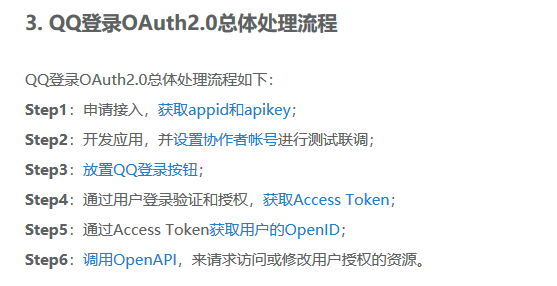 3. QQ登录OAuth2.0总体处理流程
QQ登录OAuth2.0总体处理流程如下：
Step1：申请接入，获取appid和apikey；
Step2：开发应用，并设置协作者帐号进行测试联调；
Step3：放置QQ登录按钮；
Step4：通过用户登录验证和授权，获取Access Token；
Step5：通过Access Token获取用户的OpenID；
Step6：调用OpenAPI，来请求访问或修改用户授权的资源。